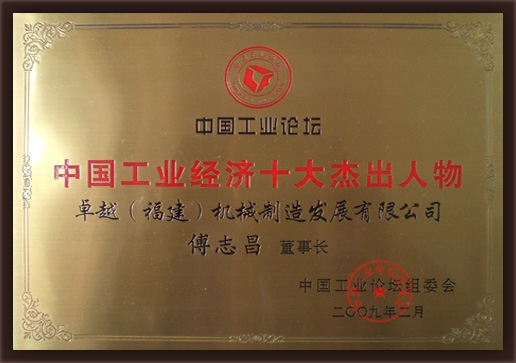 中国工业论坛
中国工业经济十大杰出人物
卓越（福建）机械制造发展有限公司
傅志昌 董事长
中国工业论坛组委会
二〇〇九年二月